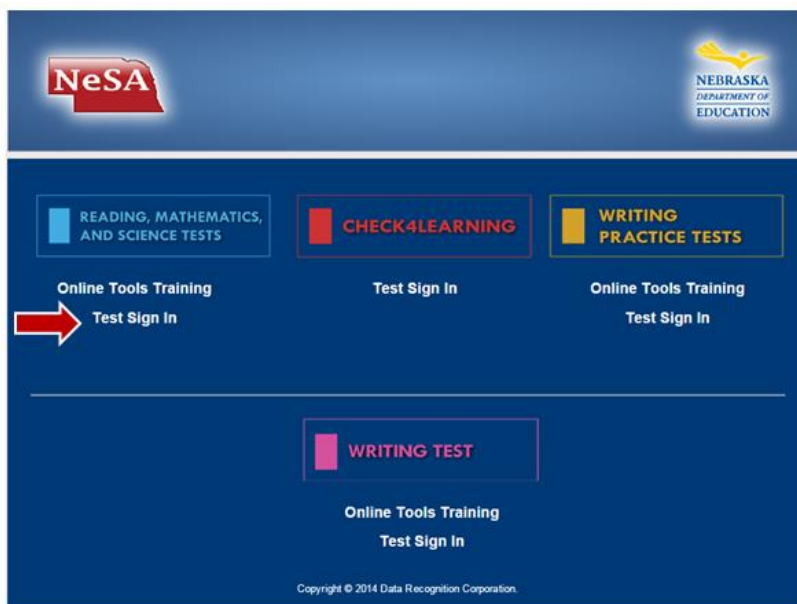 NeSA
NEBRASKA
DEPARTMENT OF
EDUCATION
READING, MATHEMATICS,
AND SCIENCE TESTS
Online Tools Training
Test Sign In
CHECK4LEARNING
Test Sign In
WRITING
PRACTICE TESTS
Online Tools Training
Test Sign In
WRITING TEST
Online Tools Training
Test Sign In
Copyright © 2014 Data Recognition Corporation.